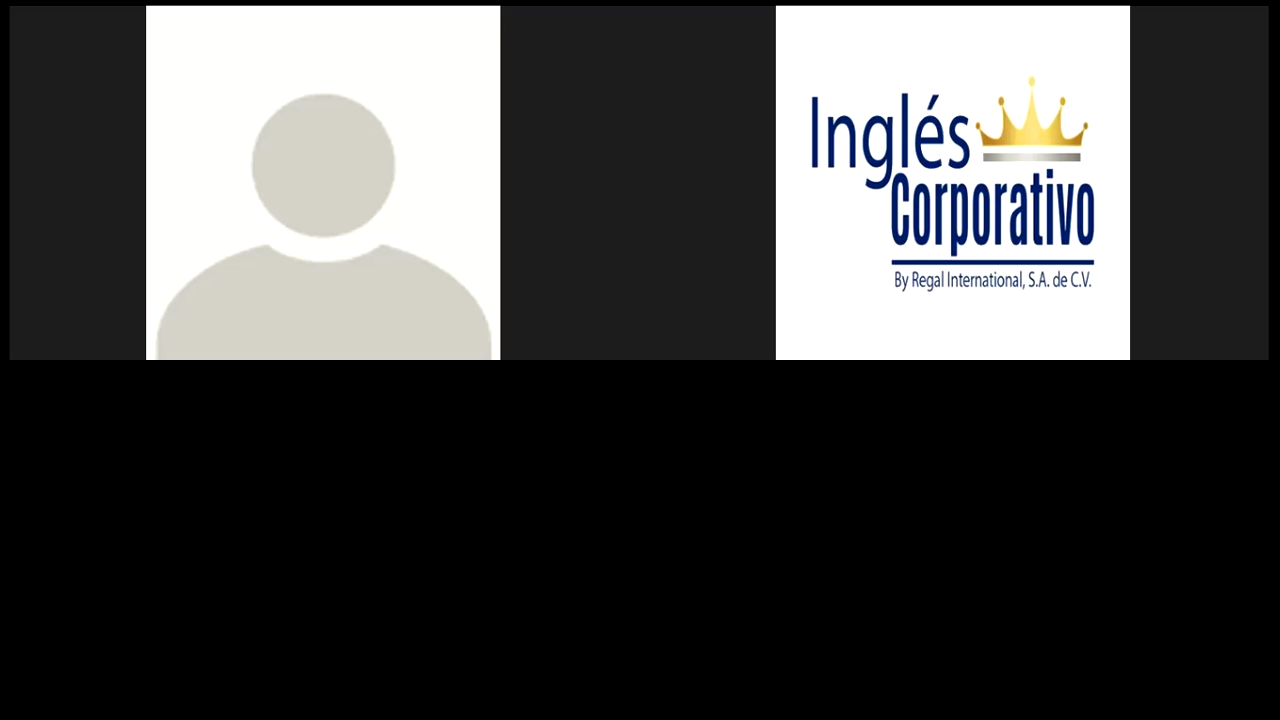 Inglés
Corporativo
By Regal International, S.A. de C.V.